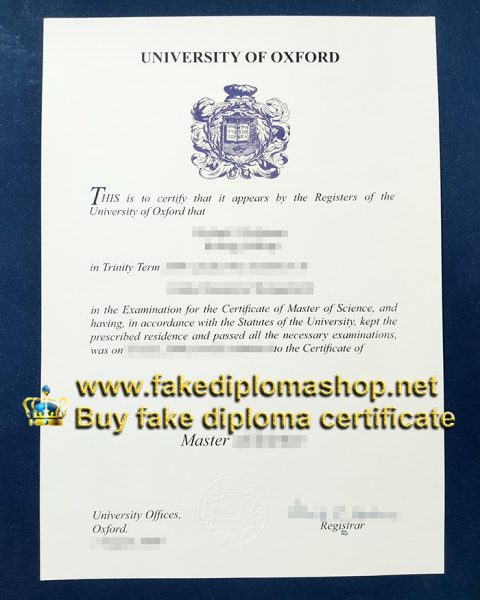 UNIVERSITY OF OXFORD
THIS is to certify that it appears by the Registers of the
University of Oxford that
in Trinity Term
in the Examination for the Certificate of Master of Science, and
having, in accordance with the Statutes of the University, kept the
prescribed residence and passed all the necessary examinations,
was on to the Certificate of
www.fakediplomashop.net
Buy fake diploma certificate
Master
University Offices,
Oxford.
Registrar
35